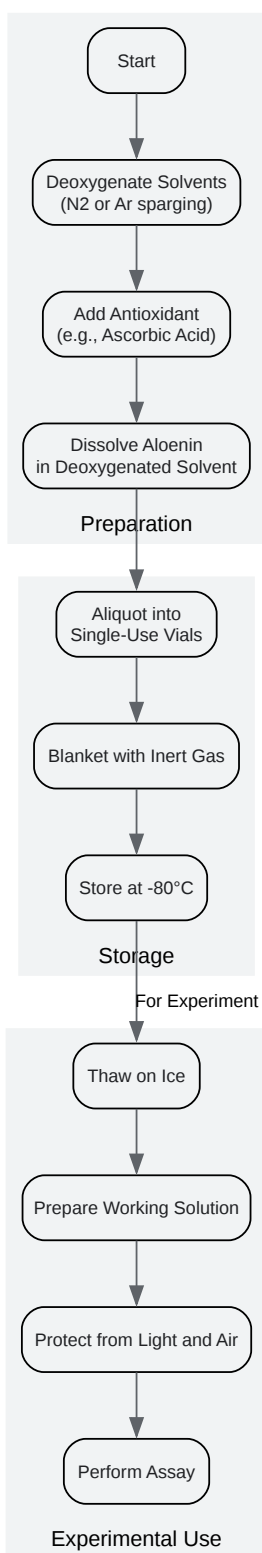 Start
Deoxygenate Solvents
(N2 or Ar sparging)
Add Antioxidant
(e.g., Ascorbic Acid)
Dissolve Aloenin
in Deoxygenated Solvent
Preparation
Aliquot into
Single-Use Vials
Blanket with Inert Gas
Store at -80°C
Storage
For Experiment
Thaw on Ice
Prepare Working Solution
Protect from Light and Air
Perform Assay
Experimental Use